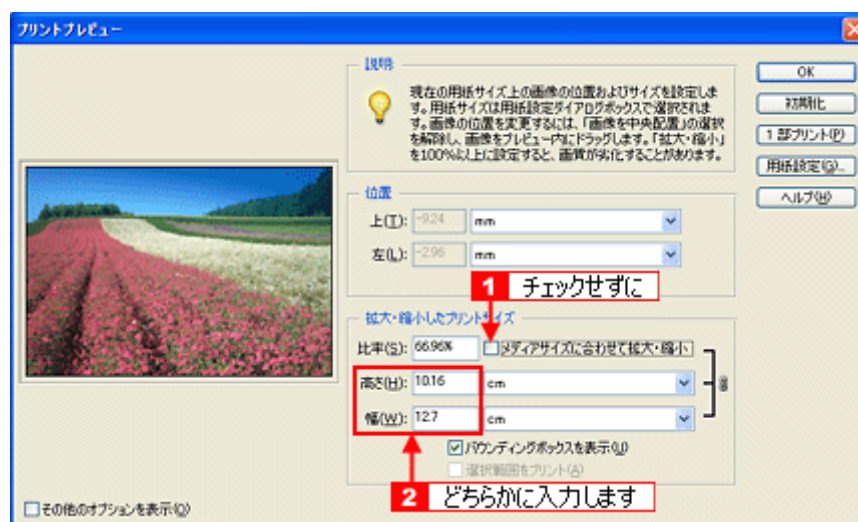 プリントプレビュー
説明
現在の用紙サイズ上の画像の位置およびサイズを設定しま
す。用紙サイズは用紙設定ダイアログボックスで選択されま
す。画像の位置を変更するには、「画像を中央配置」の選択
を解除し、画像をプレビュー内にドラッグします。「拡大・縮小」
を100%以上に設定すると、画質が劣化することがあります。
OK
初期化
1 部プリント(P)
用紙設定(G)...
ヘルプ(H)
位置
上(T): -9.24 mm
左(L): -2.96 mm
1 チェックせずに
拡大・縮小したプリントサイズ
比率(S): 66.96% メディアサイズに合わせて拡大・縮小
高さ(H): 10.16 cm
幅(W): 12.7 cm
バウンディングボックスを表示(U)
選択範囲をプリント(A)
2 どちらかに入力します
その他のオプションを表示(O)